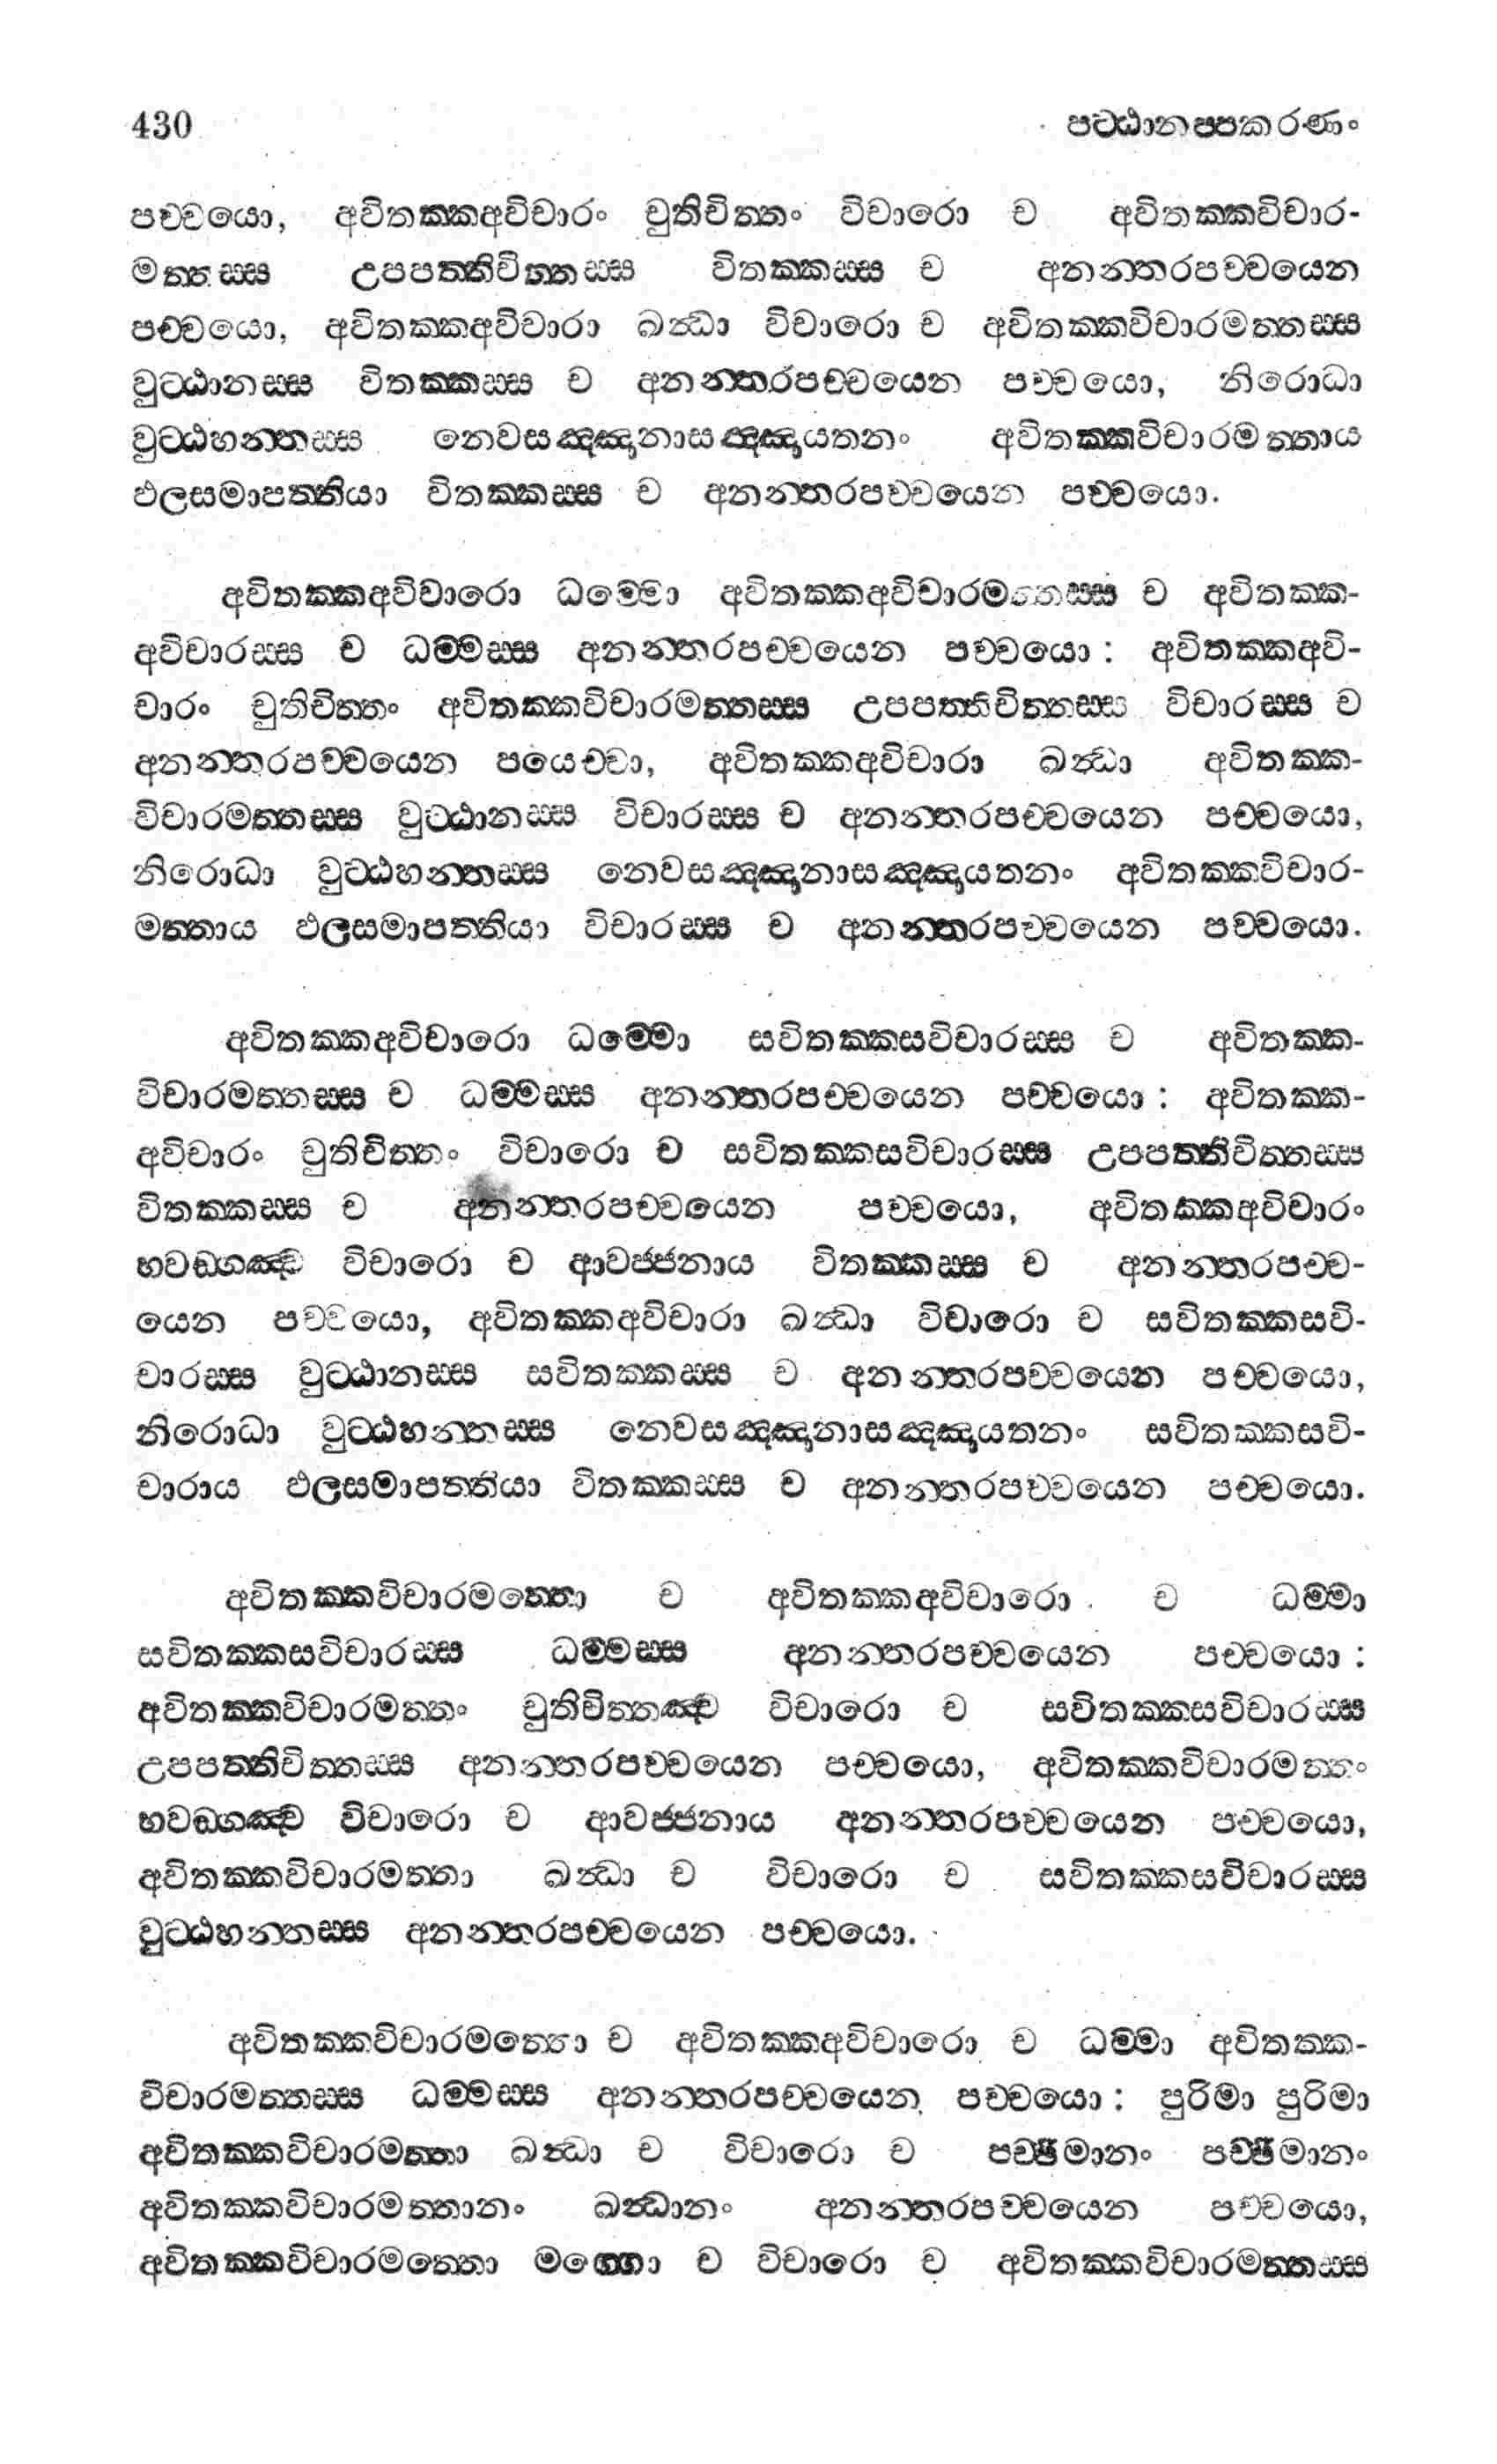 430 පට්ඨානප්පකරණං
පච්චයො, අවිතක්කඅවිචාරං චුතිචිත්තං විචාරො ච අවිතක්කවිචාර-
මත්තස්ස උපපත්තිචිත්තස්ස විතක්කස්ස ච අනන්තරපච්චයෙන
පච්චයො, අවිතක්කඅවිචාරා ඛන්ධා විචාරො ච අවිතක්කවිචාරමත්තස්ස
වුට්ඨානස්ස විතක්කස්ස ච අනන්තරපච්චයෙන පච්චයො, නිරොධා
වුට්ඨහන්තස්ස නෙවසඤ්ඤනාසඤ්ඤායතනං අවිතක්කවිචාරමත්තාය
ඵලසමාපත්තියා විතක්කස්ස ච අනන්තරපච්චයෙන පච්චයො.
අවිතක්කඅවිචාරො ධම්මො අවිතක්කඅවිචාරමත්තස්ස ච අවිතක්ක-
අවිචාරස්ස ච ධම්මස්ස අනන්තරපච්චයෙන පච්චයො : අවිතක්කඅවි-
චාරං චුතිචිත්තං අවිතක්කවිචාරමත්තස්ස උපපත්තිචිත්තස්ස විචාරස්ස ච
අනන්තරපච්චයෙන පයෙච්චා, අවිතක්කඅවිචාරා ඛන්ධා අවිතක්ක-
විචාරමත්තස්ස වුට්ඨානස්ස විචාරස්ස ච අනන්තරපච්චයෙන පච්චයො,
නිරොධා වුට්ඨහන්තස්ස නෙවසඤ්ඤානාසඤ්ඤායතනං අවිතක්කවිචාර-
මත්තාය ඵලසමාපත්තියා විචාරස්ස ච අනන්තරපච්චයෙන පච්චයො.
අවිතක්කඅවිචාරො ධම්මො සවිතක්කසවිචාරස්ස ච අවිතක්ක-
විචාරමත්තස්ස ච ධම්මස්ස අනන්තරපච්චයෙන පච්චයො : අවිතක්ක-
අවිචාරං චුතිචිත්තං විචාරො ච සවිතක්කසවිචාරස්ස උපපත්තිචිත්තස්ස
විතක්කස්ස ච අනන්තරපච්චයෙන පච්චයො, අවිතක්කඅවිචාරං
භවඞ්ගඤ්ච විචාරො ච ආවජ්ජනාය විතක්කස්ස ච අනන්තරපච්ච-
යෙන පච්චයො, අවිතක්කඅවිචාරා ඛන්ධා විචාරො ච සවිතක්කසවි-
චාරස්ස වුට්ඨානස්ස සවිතක්කස්ස ච අනන්තරපච්චයෙන පච්චයො,
නිරොධා වුට්ඨහන්තස්ස නෙවසඤ්ඤානාසඤ්ඤායතනං සවිතක්කසවි-
චාරාය ඵලසමාපත්තියා විතක්කස්ස ච අනන්තරපච්චයෙන පච්චයො.
අවිතක්කවිචාරමත්තො ච අවිතක්කඅවිචාරො ච ධම්මා
සවිතක්කසවිචාරස්ස ධම්මස්ස අනන්තරපච්චයෙන පච්චයො :
අවිතක්කවිචාරමත්තං චුතිචිත්තඤ්ච විචාරො ච සවිතක්කසවිචාරස්ස
උපපත්තිචිත්තස්ස අනන්තරපච්චයෙන පච්චයො, අවිතක්කවිචාරමත්තං
භවඞ්ගඤ්ච විචාරො ච ආවජ්ජනාය අනන්තරපච්චයෙන පච්චයො,
අවිතක්කවිචාරමත්තා ඛන්ධා ච විචාරො ච සවිතක්කසවිචාරස්ස
වුට්ඨහන්තස්ස අනන්තරපච්චයෙන පච්චයො.
අවිතක්කවිචාරමත්තො ච අවිතක්කඅවිචාරො ච ධම්මා අවිතක්ක-
විචාරමත්තස්ස ධම්මස්ස අනන්තරපච්චයෙන පච්චයො : පුරිමා පුරිමා
අවිතක්කවිචාරමත්තා ඛන්ධා ච විචාරො ච පච්ඡිමානං පච්ඡිමානං
අවිතක්කවිචාරමත්තානං ඛන්ධානං අනන්තරපච්චයෙන පච්චයො,
අවිතක්කවිචාරමත්තො මග්ගො ච විචාරො ච අවිතක්කවිචාරමත්තස්ස